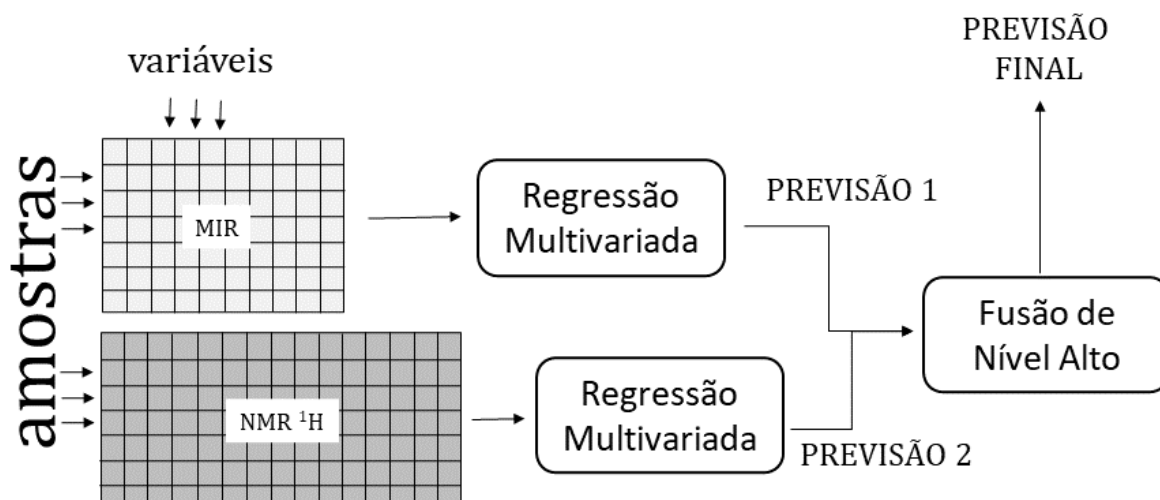 variáveis
amostras
MIR
Regressão
Multivariada
PREVISÃO 1
PREVISÃO
FINAL
NMR ¹H
Regressão
Multivariada
PREVISÃO 2
Fusão de
Nível Alto